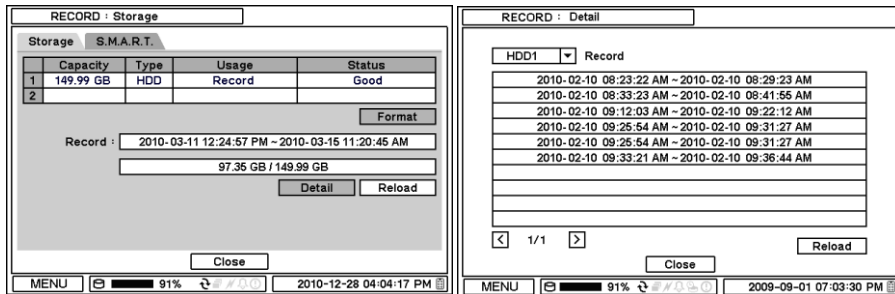 RECORD : Storage
Storage S.M.A.R.T.
Capacity Type Usage Status
1 149.99 GB HDD Record Good
2
Format
Record : 2010-03-11 12:24:57 PM ~ 2010-03-15 11:20:45 AM
97.35 GB / 149.99 GB
Detail Reload
Close
MENU 91% 2010-12-28 04:04:17 PM
RECORD : Detail
HDD1 Record
2010-02-10 08:23:22 AM ~ 2010-02-10 08:29:23 AM
2010-02-10 08:33:23 AM ~ 2010-02-10 08:41:55 AM
2010-02-10 09:12:03 AM ~ 2010-02-10 09:22:12 AM
2010-02-10 09:25:54 AM ~ 2010-02-10 09:31:27 AM
2010-02-10 09:25:54 AM ~ 2010-02-10 09:31:27 AM
2010-02-10 09:33:21 AM ~ 2010-02-10 09:36:44 AM
< 1/1 >
Reload
Close
MENU 91% 2009-09-01 07:03:30 PM